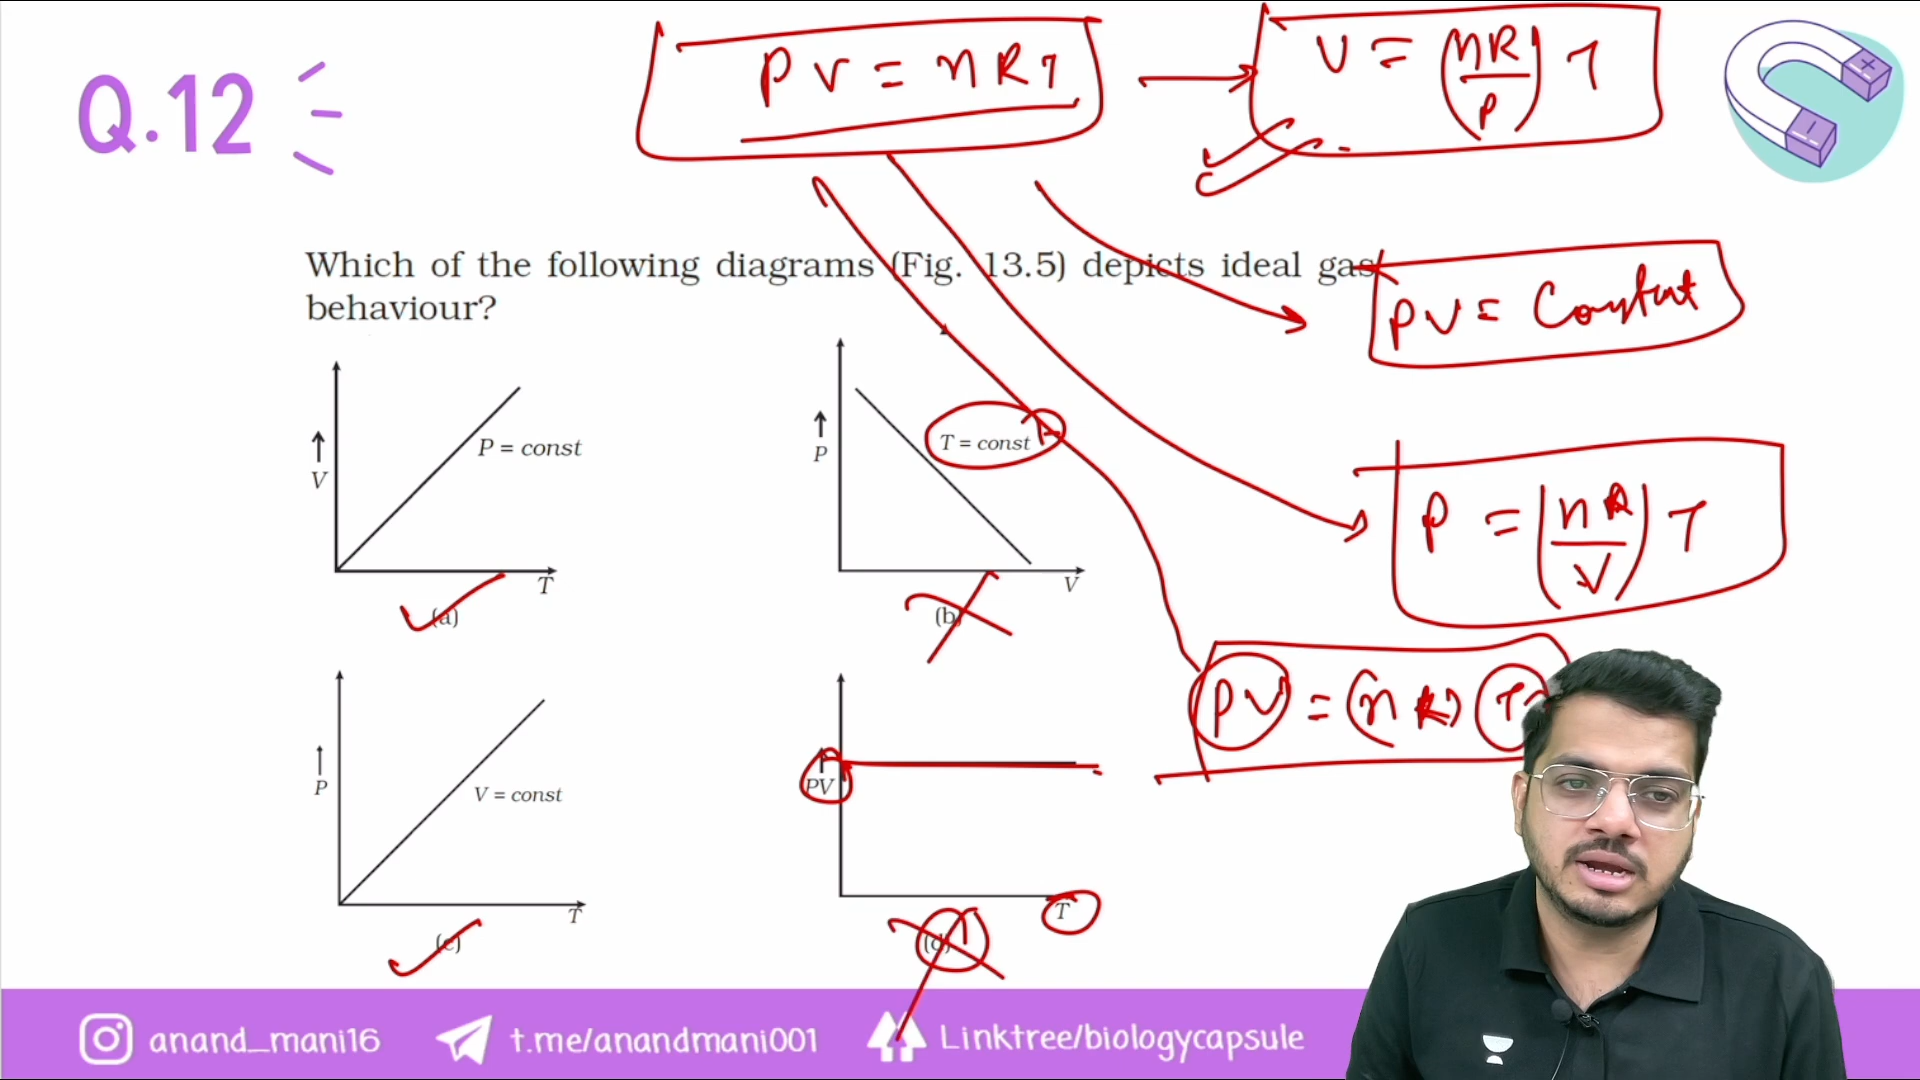 Q.12
PV = nRT
V = (nR/P) T
Which of the following diagrams (Fig. 13.5) depicts ideal gas
behaviour?
PV = Constant
V
P = const
T
(a)
P
T = const
V
(b)
P = (nR/V) T
PV = (nR) T
P
V = const
T
(c)
PV
T
(d)
anand_mani16
t.me/anandmani001
Linktree/biologycapsule